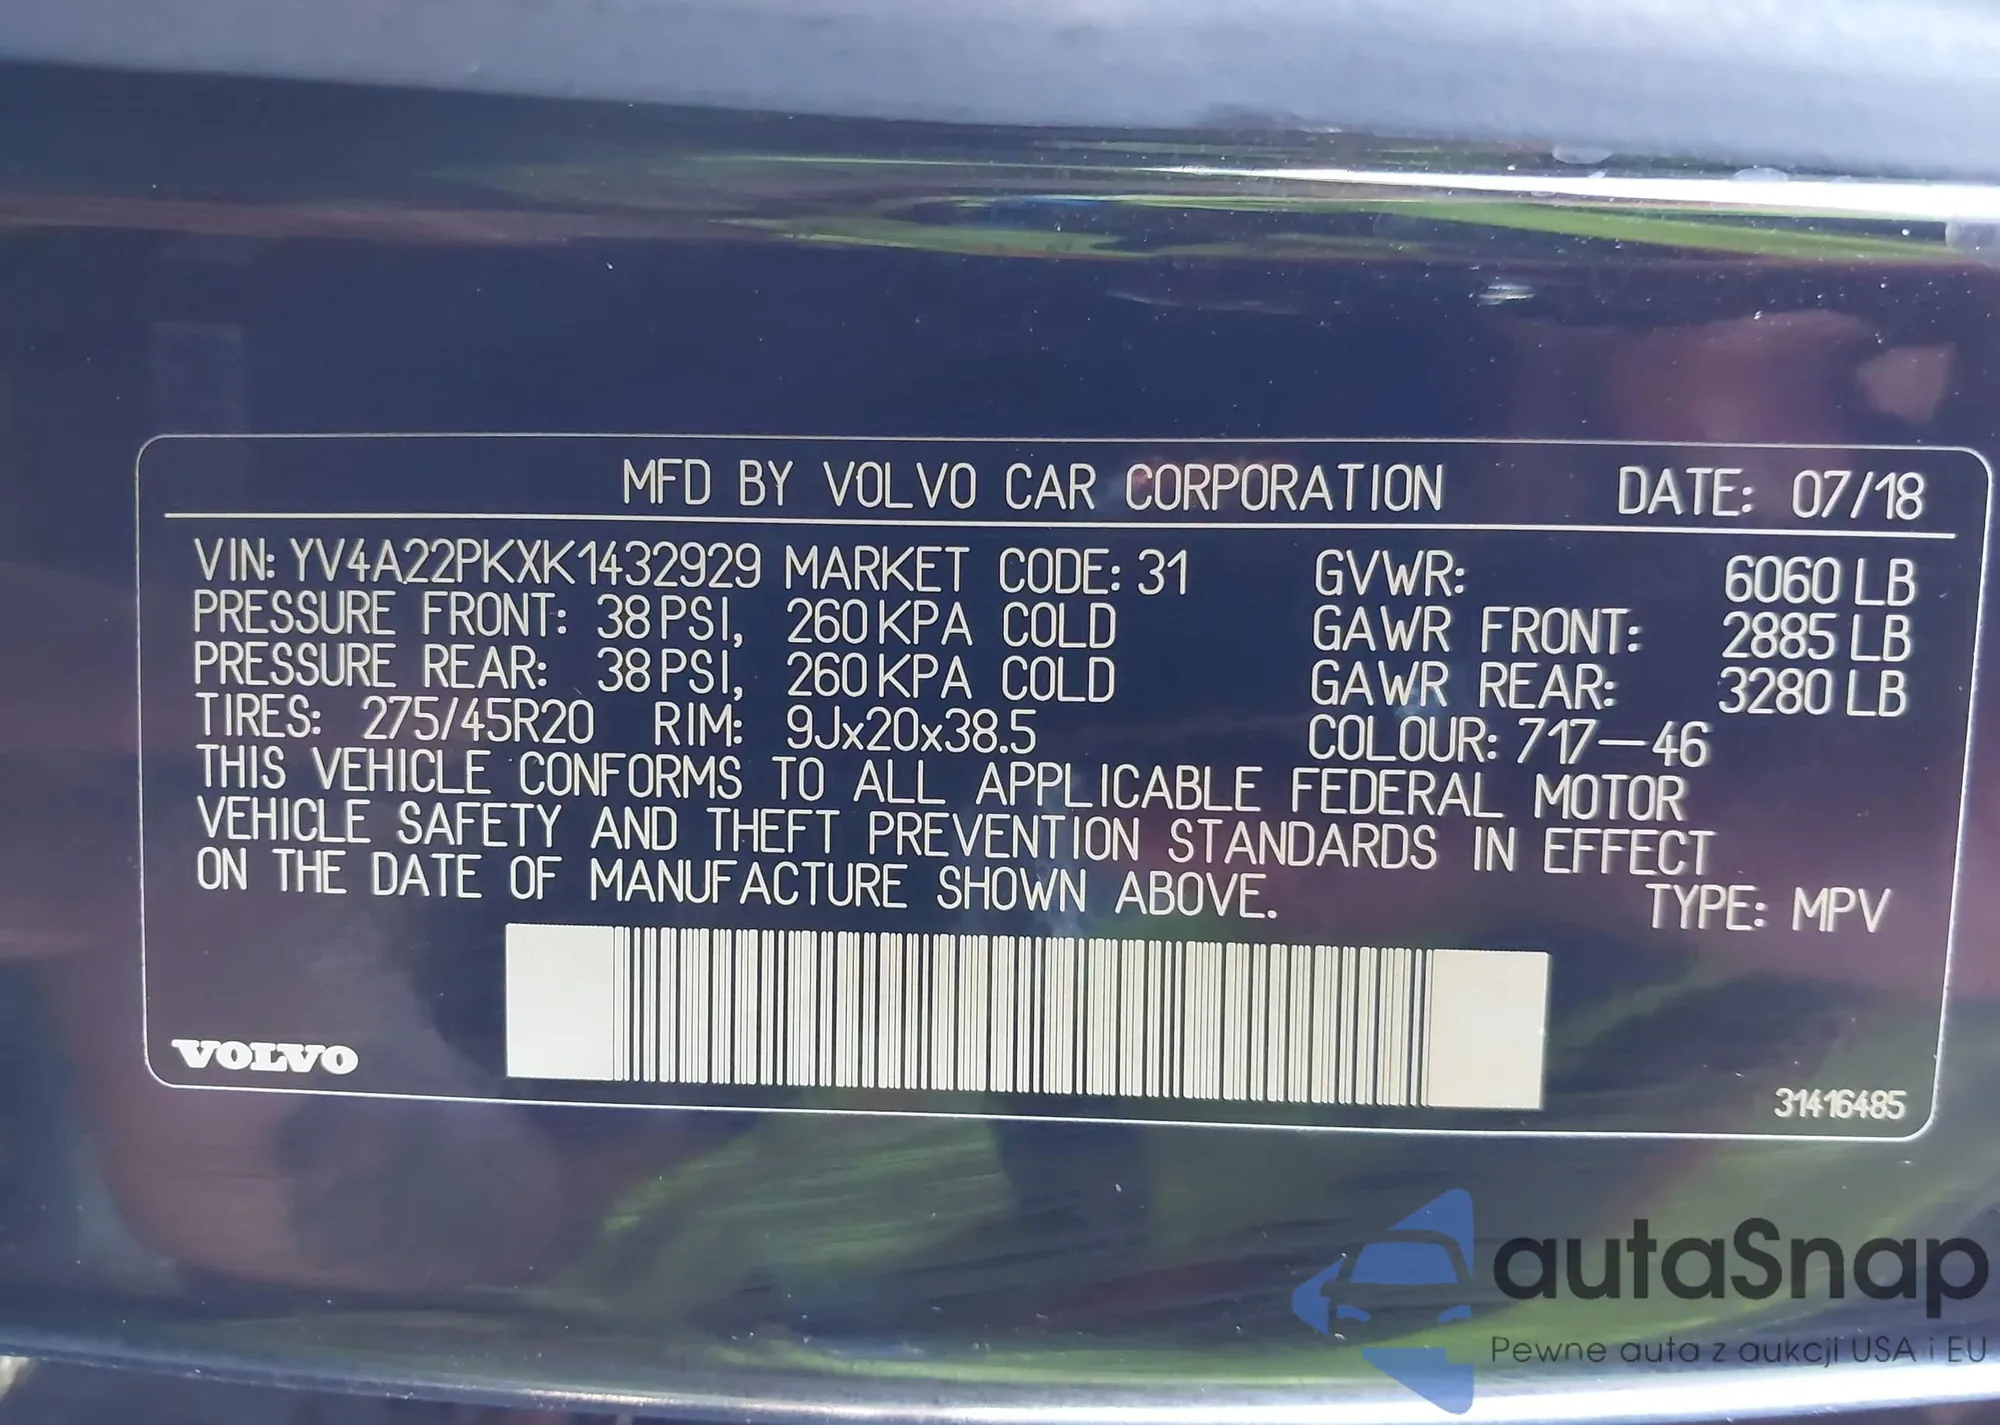 MFD BY VOLVO CAR CORPORATION DATE: 07/18
VIN: YV4A22PKXK1432929 MARKET CODE: 31 GVWR: 6060 LB
PRESSURE FRONT: 38 PSI, 260 KPA COLD GAWR FRONT: 2885 LB
PRESSURE REAR: 38 PSI, 260 KPA COLD GAWR REAR: 3280 LB
TIRES: 275/45R20 RIM: 9Jx20x38.5 COLOUR: 717-46
THIS VEHICLE CONFORMS TO ALL APPLICABLE FEDERAL MOTOR
VEHICLE SAFETY AND THEFT PREVENTION STANDARDS IN EFFECT
ON THE DATE OF MANUFACTURE SHOWN ABOVE. TYPE: MPV
VOLVO
31416485
autaSnap
Pewne auta z aukcji USA i EU